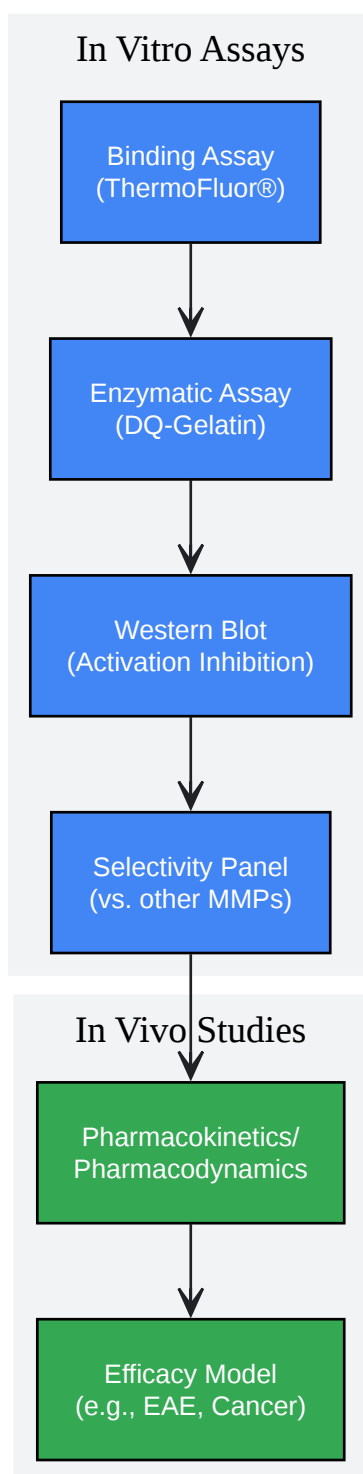 In Vitro Assays
Binding Assay
(ThermoFluor®)
Enzymatic Assay
(DQ-Gelatin)
Western Blot
(Activation Inhibition)
Selectivity Panel
(vs. other MMPs)
In Vivo Studies
Pharmacokinetics/
Pharmacodynamics
Efficacy Model
(e.g., EAE, Cancer)